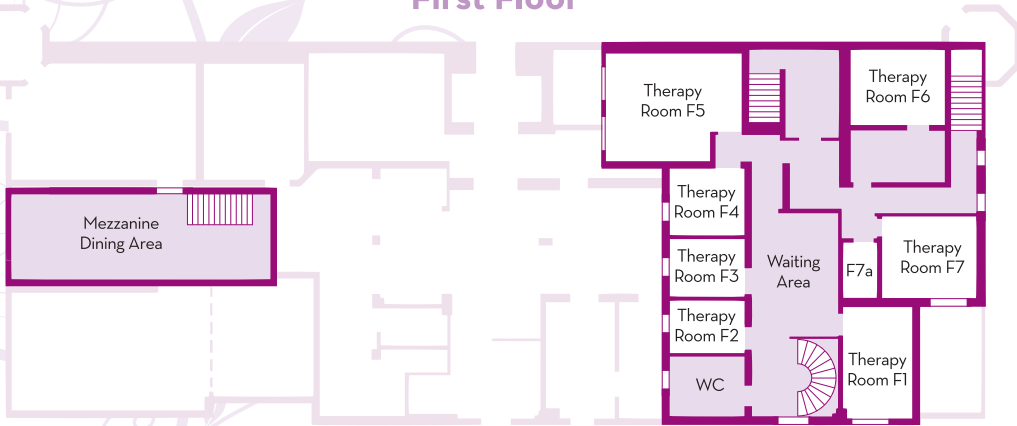 First Floor
Therapy
Room F5
Therapy
Room F6
Therapy
Room F4
Mezzanine
Dining Area
Therapy
Room F3
Waiting
Area
F7a
Therapy
Room F7
Therapy
Room F2
Therapy
Room F1
WC